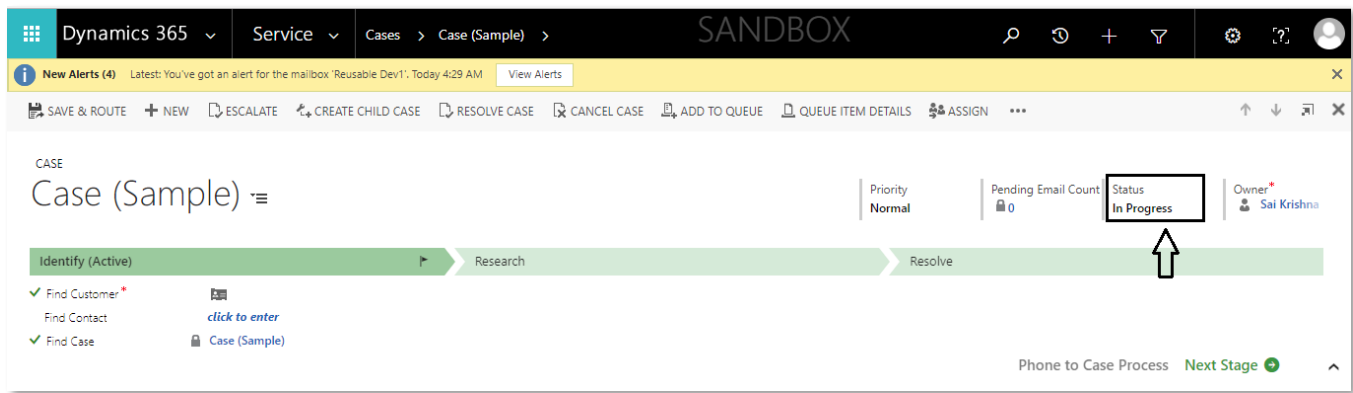 Dynamics 365 Service Cases > Case (Sample) > SANDBOX [?]
i New Alerts (4) Latest: You've got an alert for the mailbox 'Reusable Dev1'. Today 4:29 AM View Alerts
SAVE & ROUTE NEW ESCALATE CREATE CHILD CASE RESOLVE CASE CANCEL CASE ADD TO QUEUE QUEUE ITEM DETAILS ASSIGN ...
CASE
Case (Sample)
Priority Pending Email Count Status Owner*
Normal 0 In Progress Sai Krishna
Identify (Active) Research Resolve
Find Customer*
Find Contact click to enter
Find Case Case (Sample)
Phone to Case Process Next Stage